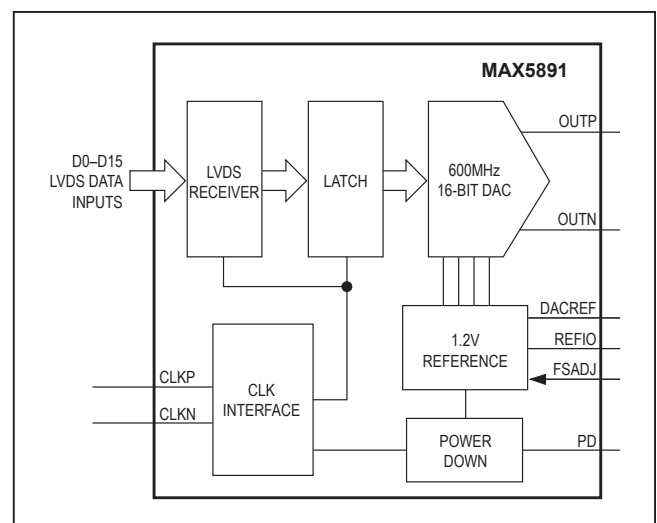 MAX5891
D0–D15
LVDS DATA
INPUTS
LVDS
RECEIVER
LATCH
600MHz
16-BIT DAC
OUTP
OUTN
DACREF
REFIO
FSADJ
1.2V
REFERENCE
CLKP
CLKN
CLK
INTERFACE
POWER
DOWN
PD